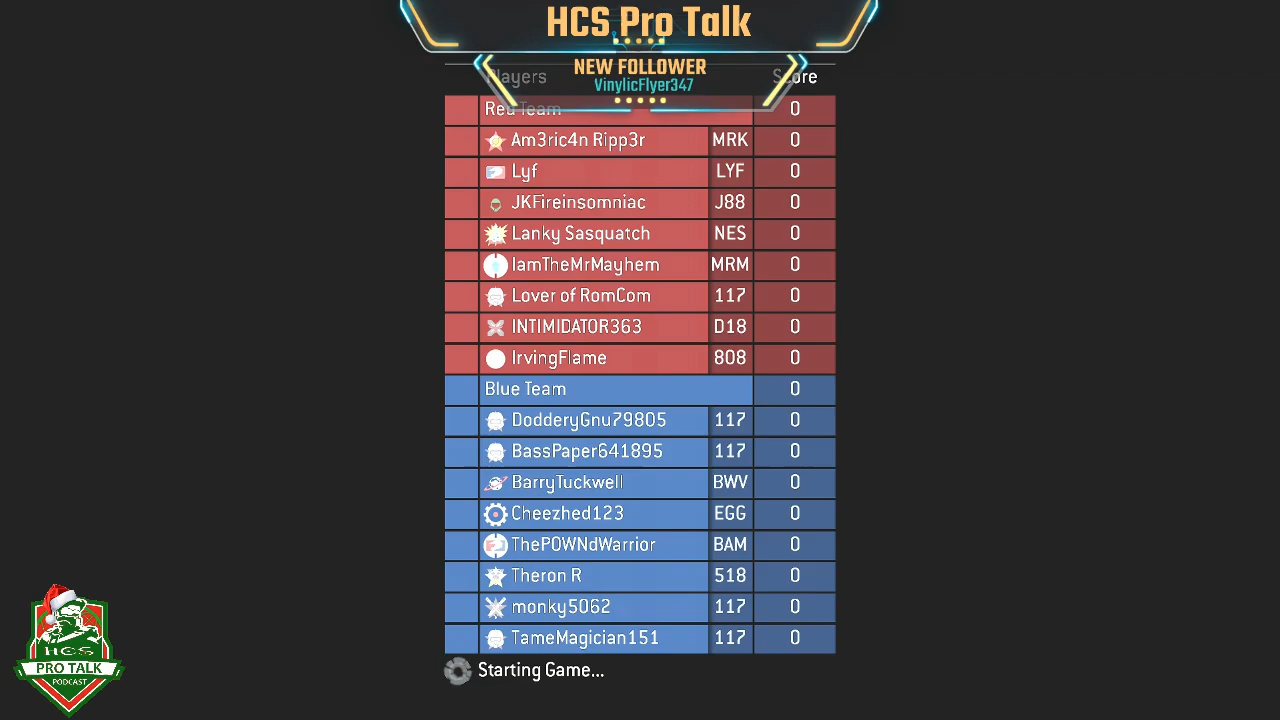 HCS Pro Talk
NEW FOLLOWER
VinylicFlyer347
Players Score
Red Team 0
Am3ric4n Ripp3r MRK 0
Lyf LYF 0
JKFireinsomniac J88 0
Lanky Sasquatch NES 0
IamTheMrMayhem MRM 0
Lover of RomCom 117 0
INTIMIDATOR363 D18 0
IrvingFlame 808 0
Blue Team 0
DodderyGnu79805 117 0
BassPaper641895 117 0
BarryTuckwell BWV 0
Cheezhed123 EGG 0
ThePOWNdWarrior BAM 0
Theron R 518 0
monky5062 117 0
TameMagician151 117 0
Starting Game...
HCS
PRO TALK
PODCAST